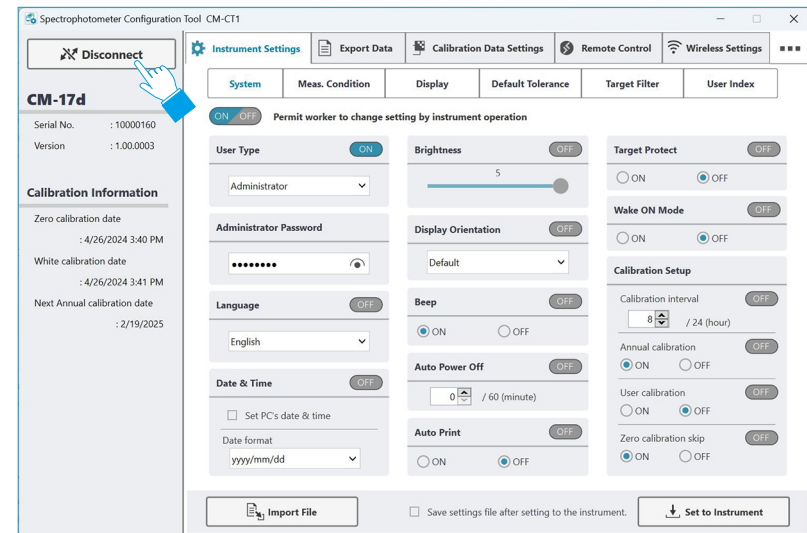 Spectrophotometer Configuration Tool CM-CT1
Disconnect
CM-17d
Serial No. : 10000160
Version : 1.00.0003
Calibration Information
Zero calibration date
: 4/26/2024 3:40 PM
White calibration date
: 4/26/2024 3:41 PM
Next Annual calibration date
: 2/19/2025
Instrument Settings Export Data Calibration Data Settings Remote Control Wireless Settings
System Meas. Condition Display Default Tolerance Target Filter User Index
ON OFF Permit worker to change setting by instrument operation
User Type ON
Administrator
Administrator Password
Language OFF
English
Date & Time OFF
Set PC's date & time
Date format
yyyy/mm/dd
Brightness OFF
5
Display Orientation OFF
Default
Beep OFF
ON OFF
Auto Power Off OFF
0 / 60 (minute)
Auto Print OFF
ON OFF
Target Protect OFF
ON OFF
Wake ON Mode OFF
ON OFF
Calibration Setup
Calibration interval OFF
8 / 24 (hour)
Annual calibration OFF
ON OFF
User calibration OFF
ON OFF
Zero calibration skip OFF
ON OFF
Import File Save settings file after setting to the instrument. Set to Instrument